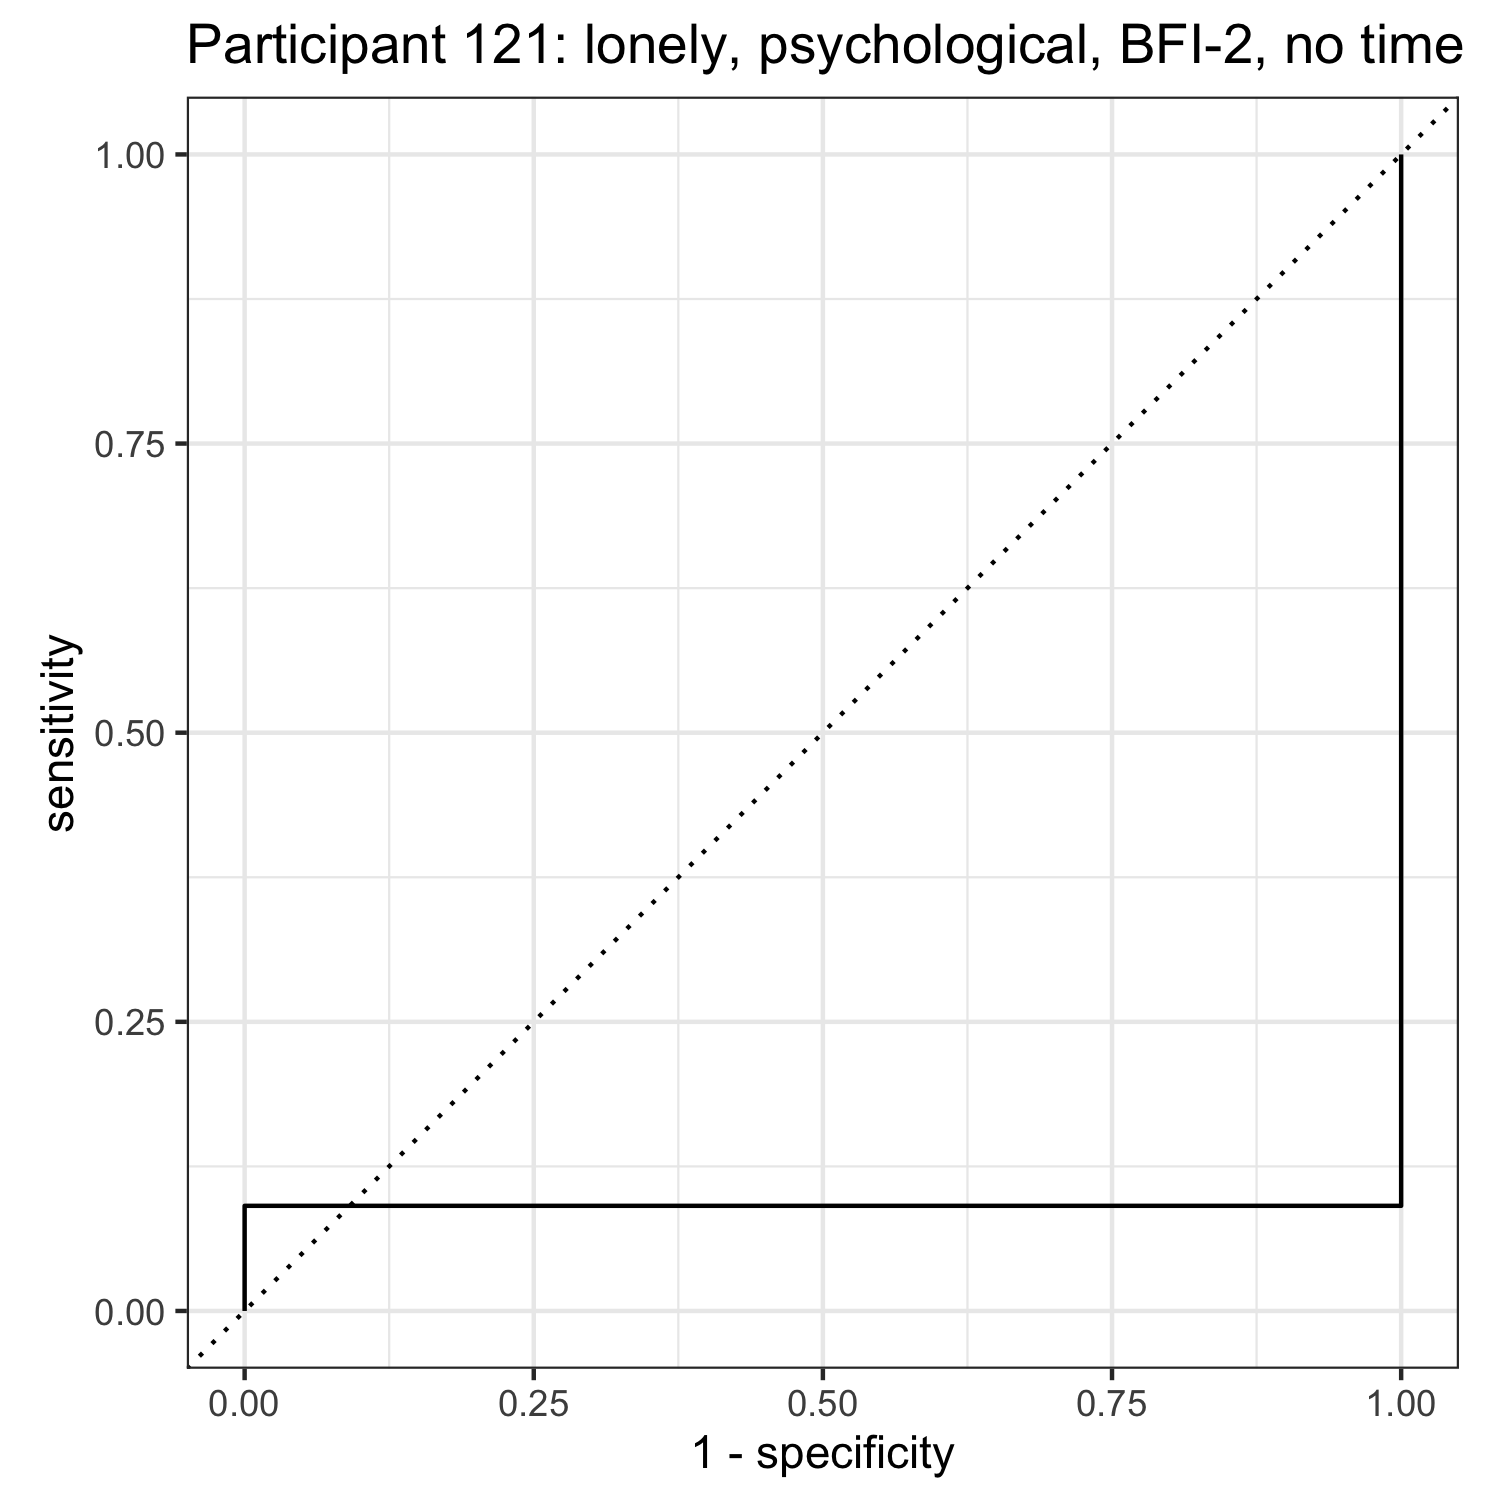 Participant 121: lonely, psychological, BFI-2, no time
1.00
0.75
0.50
0.25
0.00
sensitivity
0.00 0.25 0.50 0.75 1.00
1 - specificity